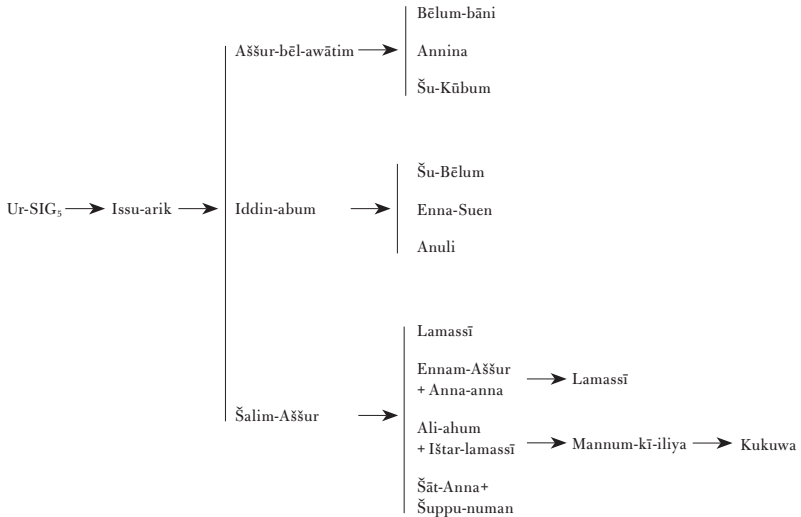 Bēlum-bāni
Aššur-bēl-awātim
Annina
Šu-Kūbum
Šu-Bēlum
Ur-SIG₅
Issu-arik
Iddin-abum
Enna-Suen
Anuli
Lamassī
Ennam-Aššur
+ Anna-anna
Lamassī
Šalim-Aššur
Ali-ahum
+ Ištar-lamassī
Mannum-kī-iliya
Kukuwa
Šāt-Anna+
Šuppu-numan